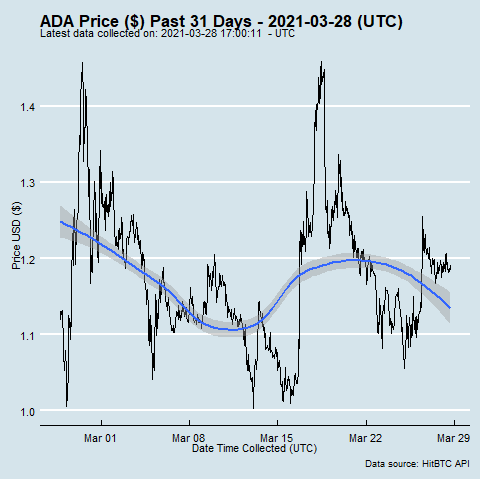 ADA Price ($) Past 31 Days - 2021-03-28 (UTC)
Latest data collected on: 2021-03-28 17:00:11  - UTC
Price USD ($)
1.4
1.3
1.2
1.1
1.0
Mar 01
Mar 08
Mar 15
Mar 22
Mar 29
Date Time Collected (UTC)
Data source: HitBTC API